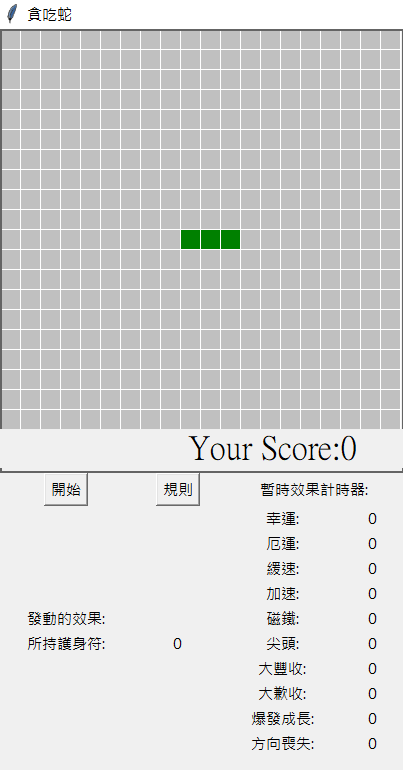 貪吃蛇
Your Score:0
開始 規則 暫時效果計時器:
幸運: 0
厄運: 0
緩速: 0
加速: 0
發動的效果: 磁鐵: 0
所持護身符: 0 尖頭: 0
大豐收: 0
大歉收: 0
爆發成長: 0
方向喪失: 0